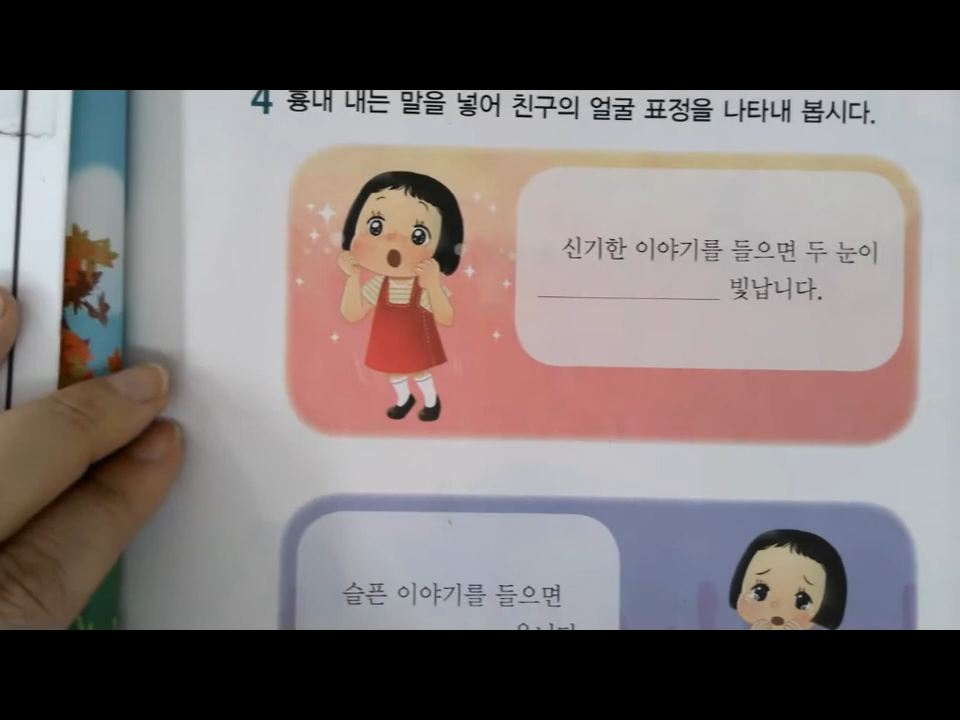 4 흉내 내는 말을 넣어 친구의 얼굴 표정을 나타내 봅시다.
신기한 이야기를 들으면 두 눈이
빛납니다.
슬픈 이야기를 들으면